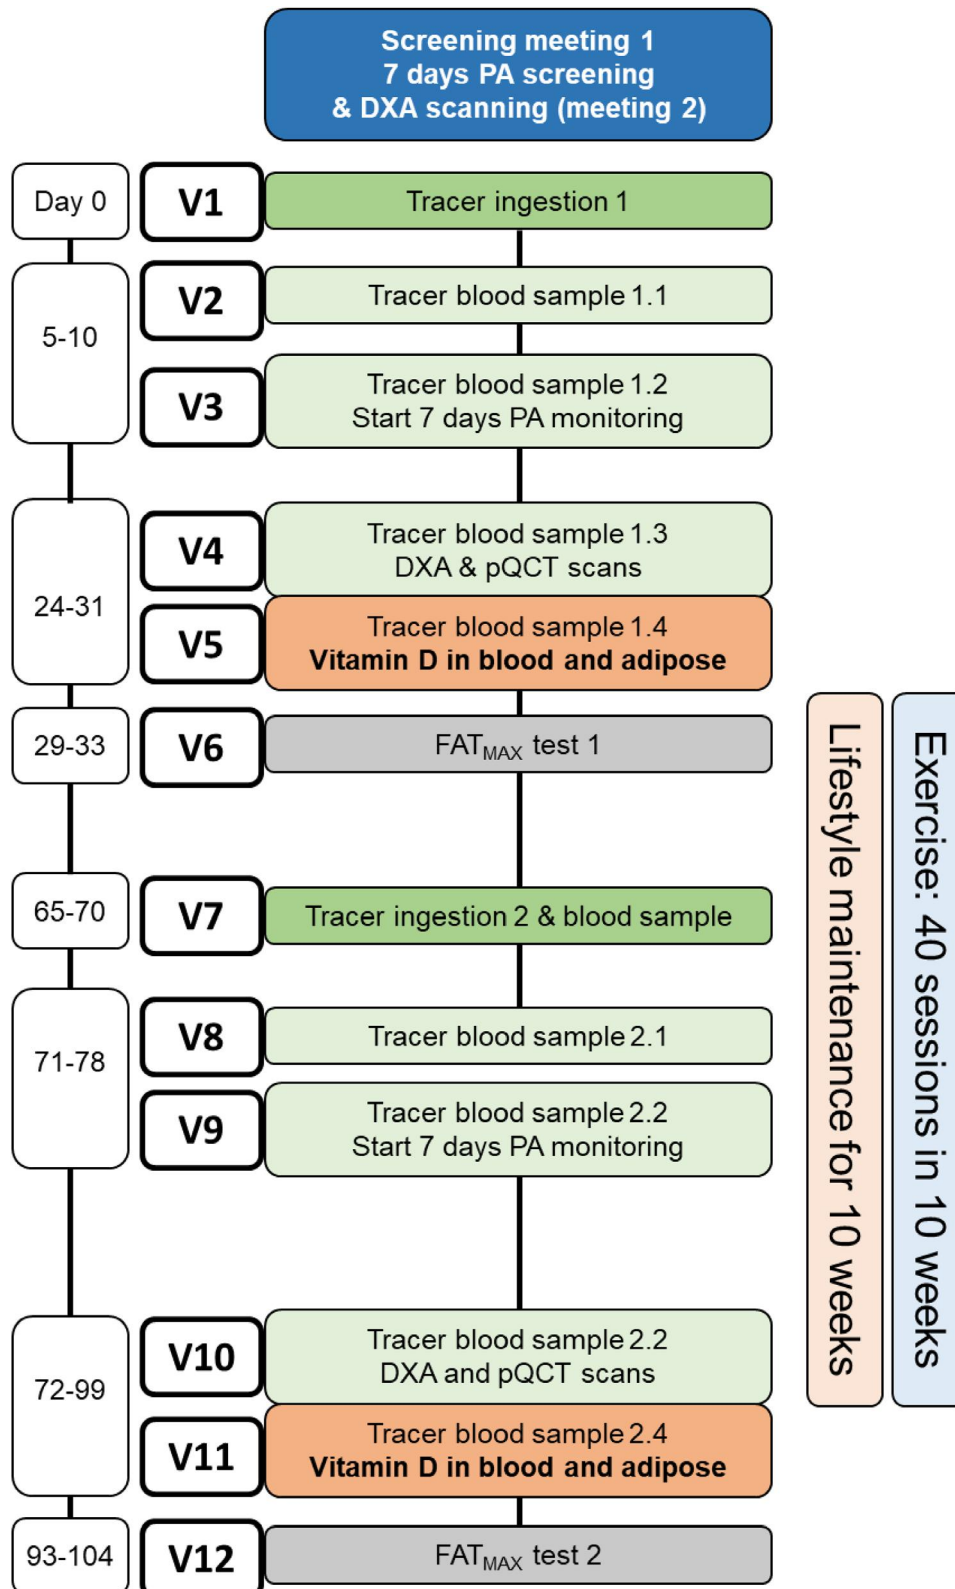 Screening meeting 1
7 days PA screening
& DXA scanning (meeting 2)
Day 0
V1
Tracer ingestion 1
5-10
V2
Tracer blood sample 1.1
V3
Tracer blood sample 1.2
Start 7 days PA monitoring
24-31
V4
Tracer blood sample 1.3
DXA & pQCT scans
V5
Tracer blood sample 1.4
Vitamin D in blood and adipose
29-33
V6
FATMAX test 1
65-70
V7
Tracer ingestion 2 & blood sample
71-78
V8
Tracer blood sample 2.1
V9
Tracer blood sample 2.2
Start 7 days PA monitoring
72-99
V10
Tracer blood sample 2.2
DXA and pQCT scans
V11
Tracer blood sample 2.4
Vitamin D in blood and adipose
93-104
V12
FATMAX test 2
Lifestyle maintenance for 10 weeks
Exercise: 40 sessions in 10 weeks